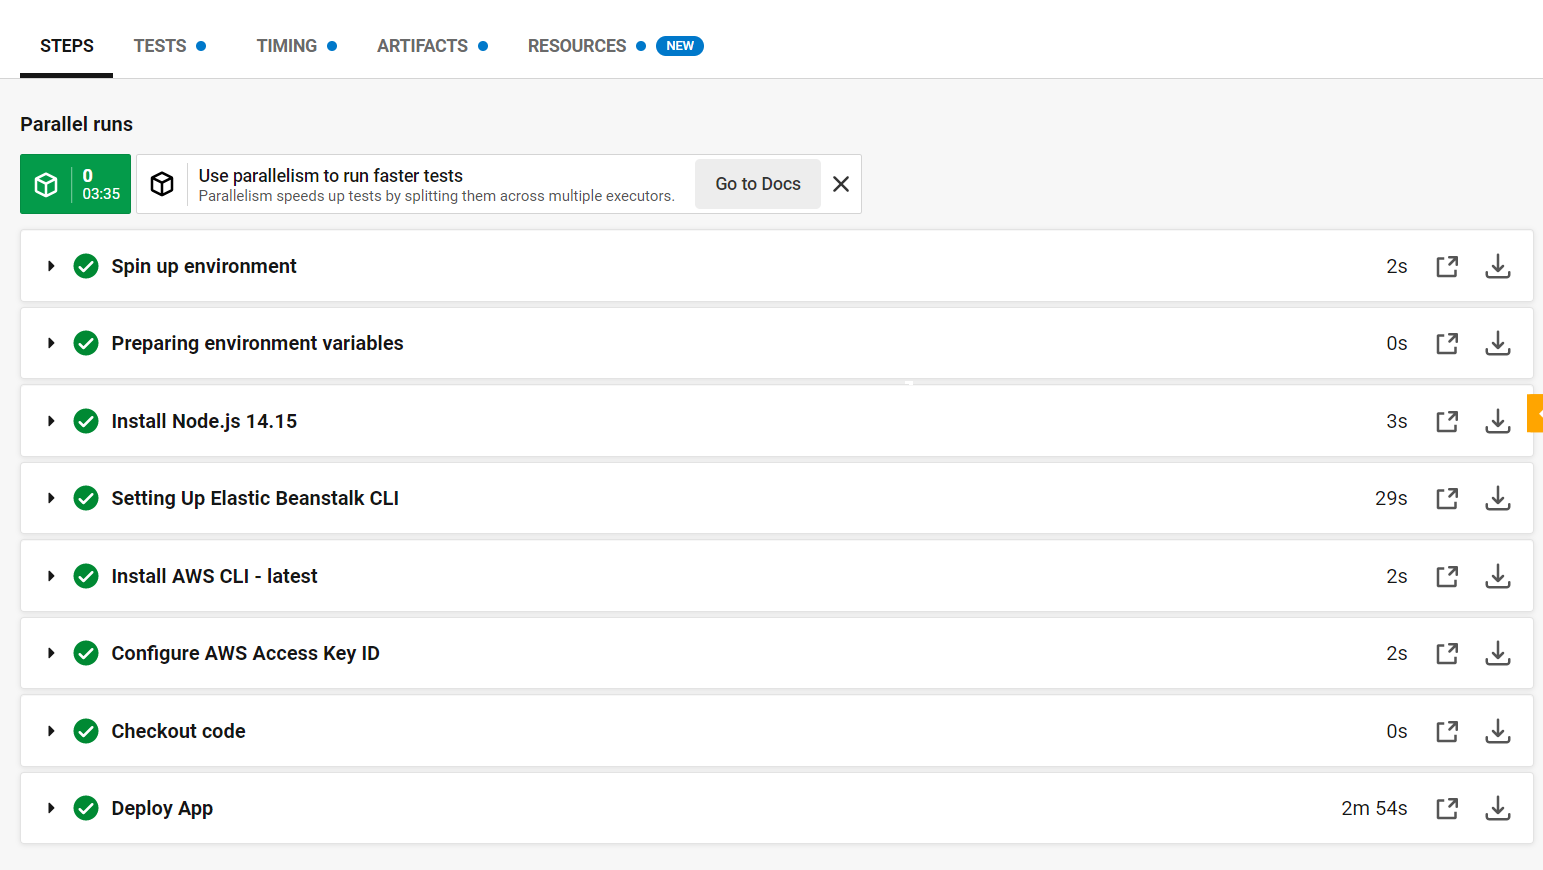 STEPS TESTS TIMING ARTIFACTS RESOURCES NEW
Parallel runs
0
03:35
Use parallelism to run faster tests
Parallelism speeds up tests by splitting them across multiple executors.
Go to Docs
Spin up environment 2s
Preparing environment variables 0s
Install Node.js 14.15 3s
Setting Up Elastic Beanstalk CLI 29s
Install AWS CLI - latest 2s
Configure AWS Access Key ID 2s
Checkout code 0s
Deploy App 2m 54s